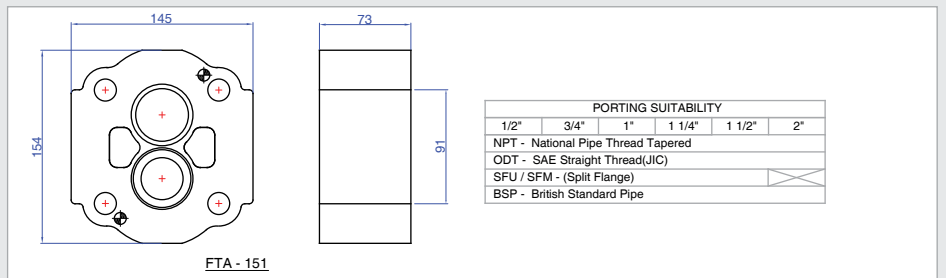 145
73
154
91
FTA - 151
PORTING SUITABILITY
1/2" 3/4" 1" 1 1/4" 1 1/2" 2"
NPT - National Pipe Thread Tapered
ODT - SAE Straight Thread(JIC)
SFU / SFM - (Split Flange)
BSP - British Standard Pipe